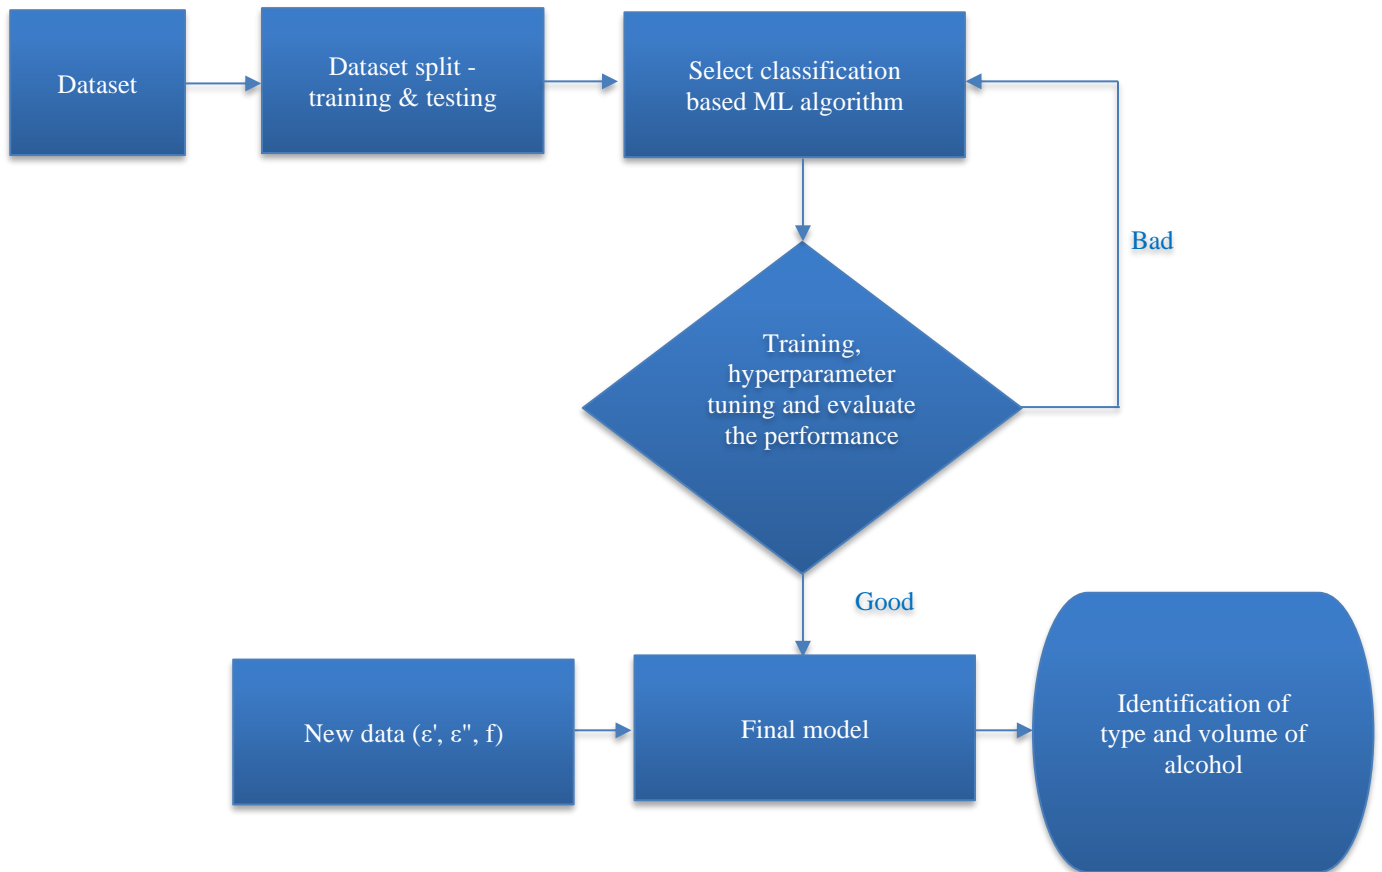 Dataset
Dataset split -
training & testing
Select classification
based ML algorithm
Bad
Training,
hyperparameter
tuning and evaluate
the performance
Good
New data (ε', ε'', f)
Final model
Identification of
type and volume of
alcohol